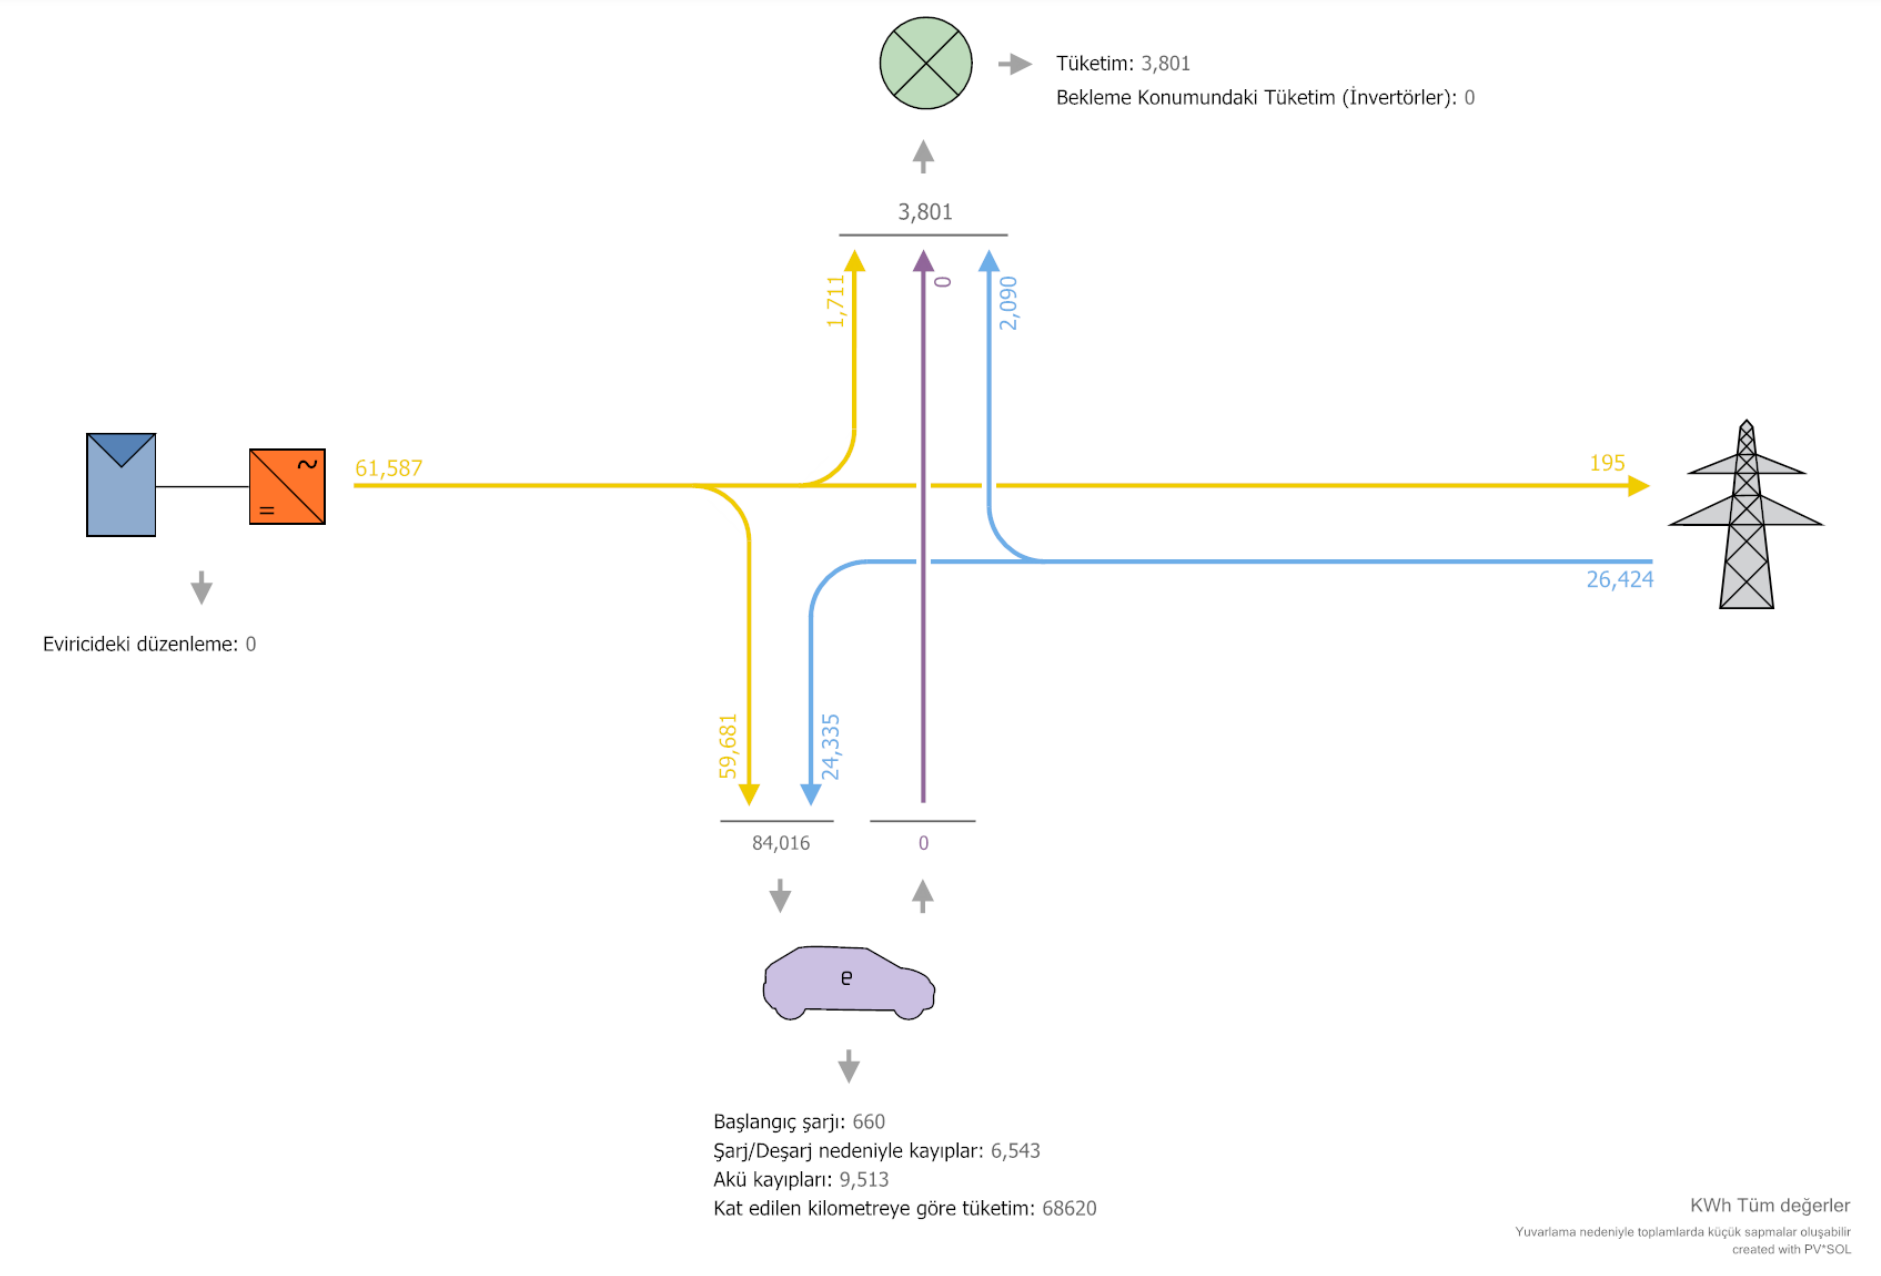 Tüketim: 3,801
Bekleme Konumundaki Tüketim (İnvertörler): 0
3,801
1,711
0
2,090
61,587
195
~
=
26,424
Eviricideki düzenleme: 0
59,681
24,335
84,016
0
e
Başlangıç şarjı: 660
Şarj/Deşarj nedeniyle kayıplar: 6,543
Akü kayıpları: 9,513
Kat edilen kilometreye göre tüketim: 68620
KWh Tüm değerler
Yuvarlama nedeniyle toplamlarda küçük sapmalar oluşabilir
created with PV*SOL